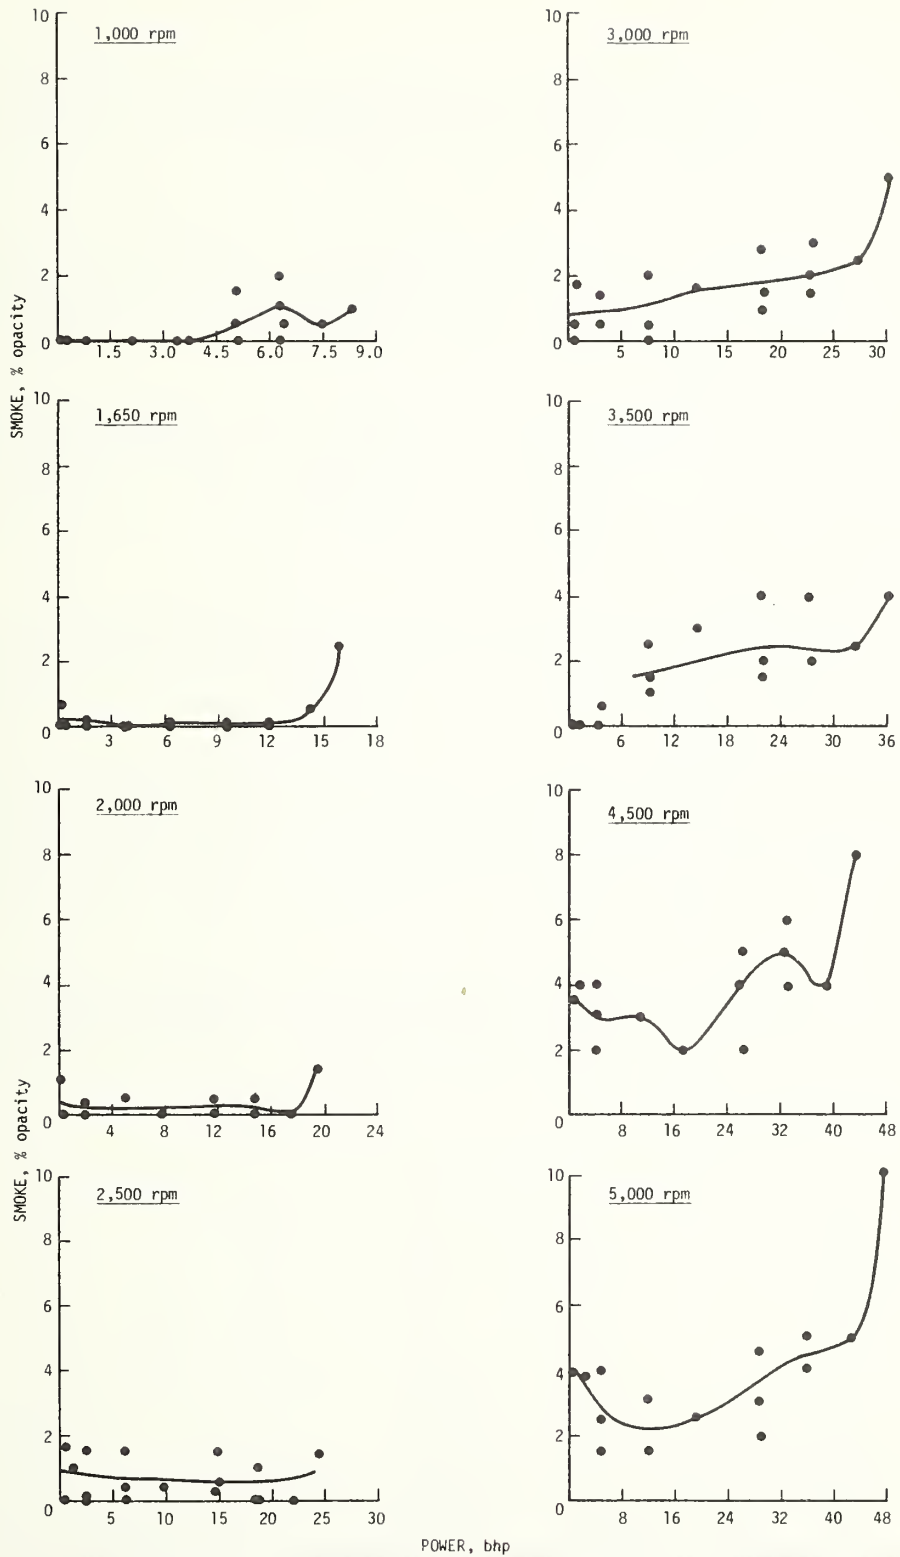 1,000 rpm
10
8
6
4
2
0
1.5 3.0 4.5 6.0 7.5 9.0
3,000 rpm
10
8
6
4
2
0
5 10 15 20 25 30
SMOKE, % opacity
1,650 rpm
10
8
6
4
2
0
3 6 9 12 15 18
3,500 rpm
10
8
6
4
2
0
6 12 18 24 30 36
2,000 rpm
10
8
6
4
2
0
4 8 12 16 20 24
4,500 rpm
10
8
6
4
2
0
8 16 24 32 40 48
SMOKE, % opacity
2,500 rpm
10
8
6
4
2
0
5 10 15 20 25 30
5,000 rpm
10
8
6
4
2
0
8 16 24 32 40 48
POWER, bhp